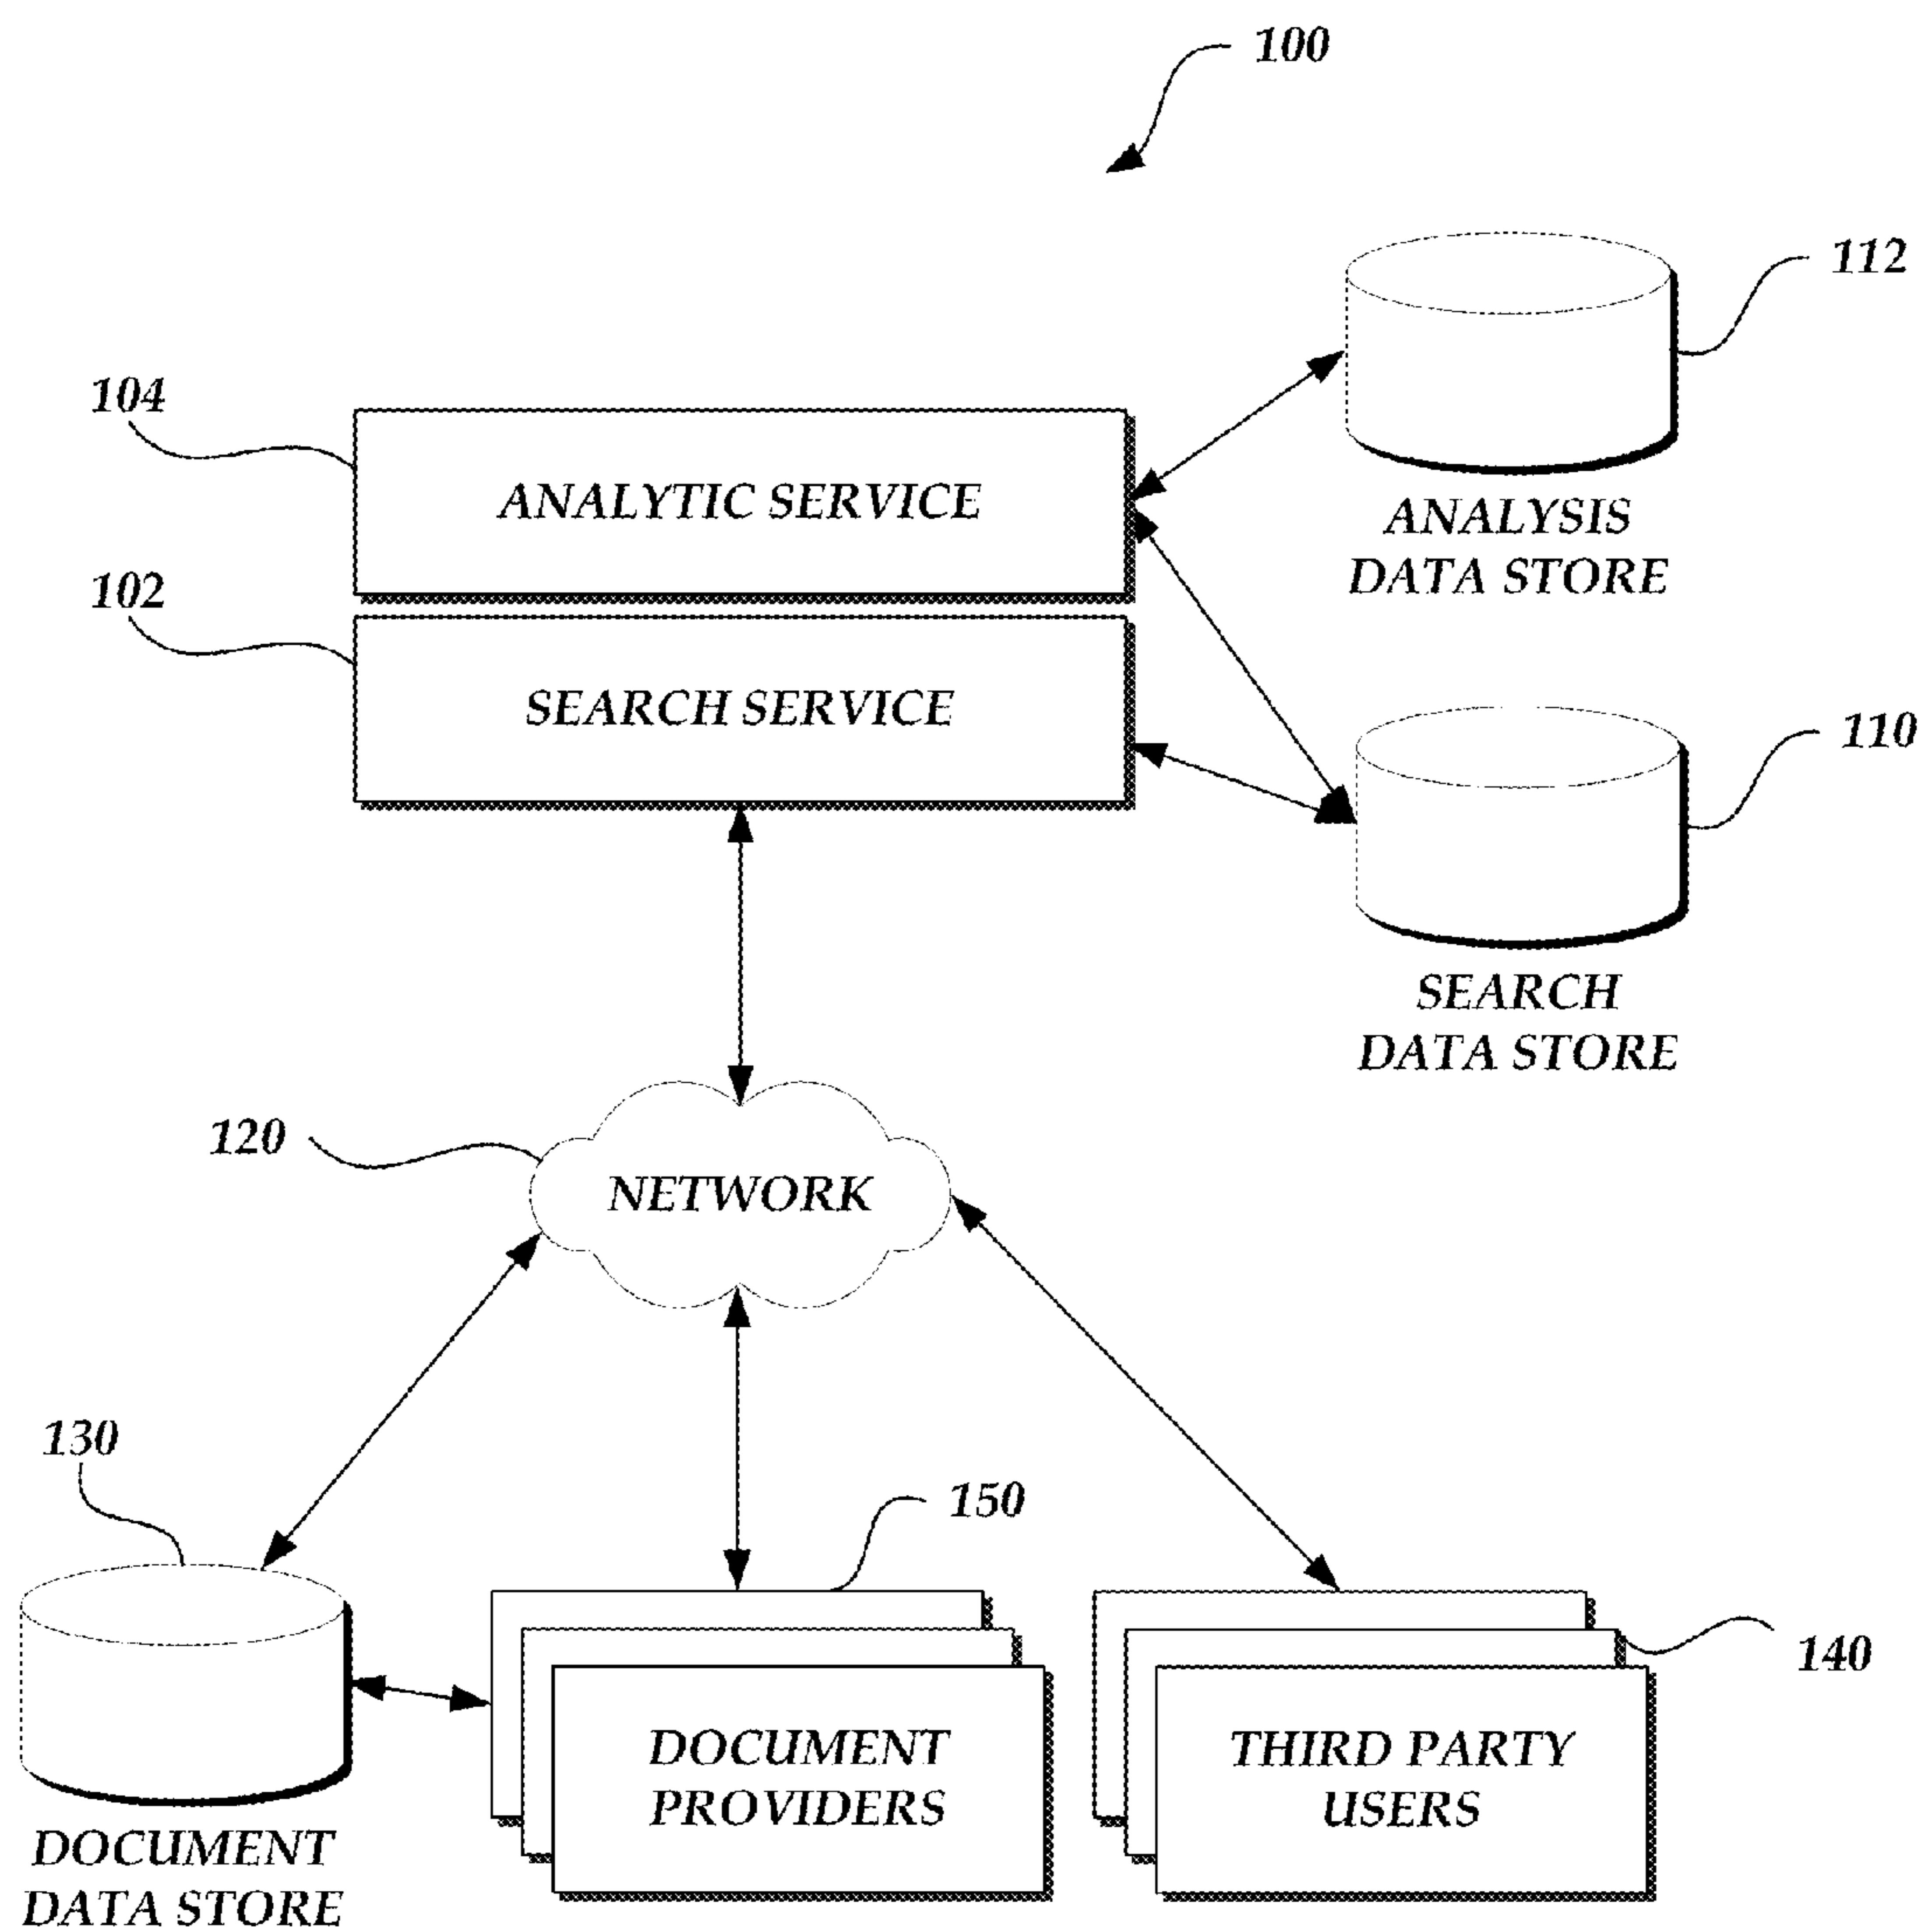 100
112
104
ANALYTIC SERVICE
ANALYSIS
DATA STORE
102
SEARCH SERVICE
110
SEARCH
DATA STORE
120
NETWORK
130
150
140
DOCUMENT
PROVIDERS
THIRD PARTY
USERS
DOCUMENT
DATA STORE